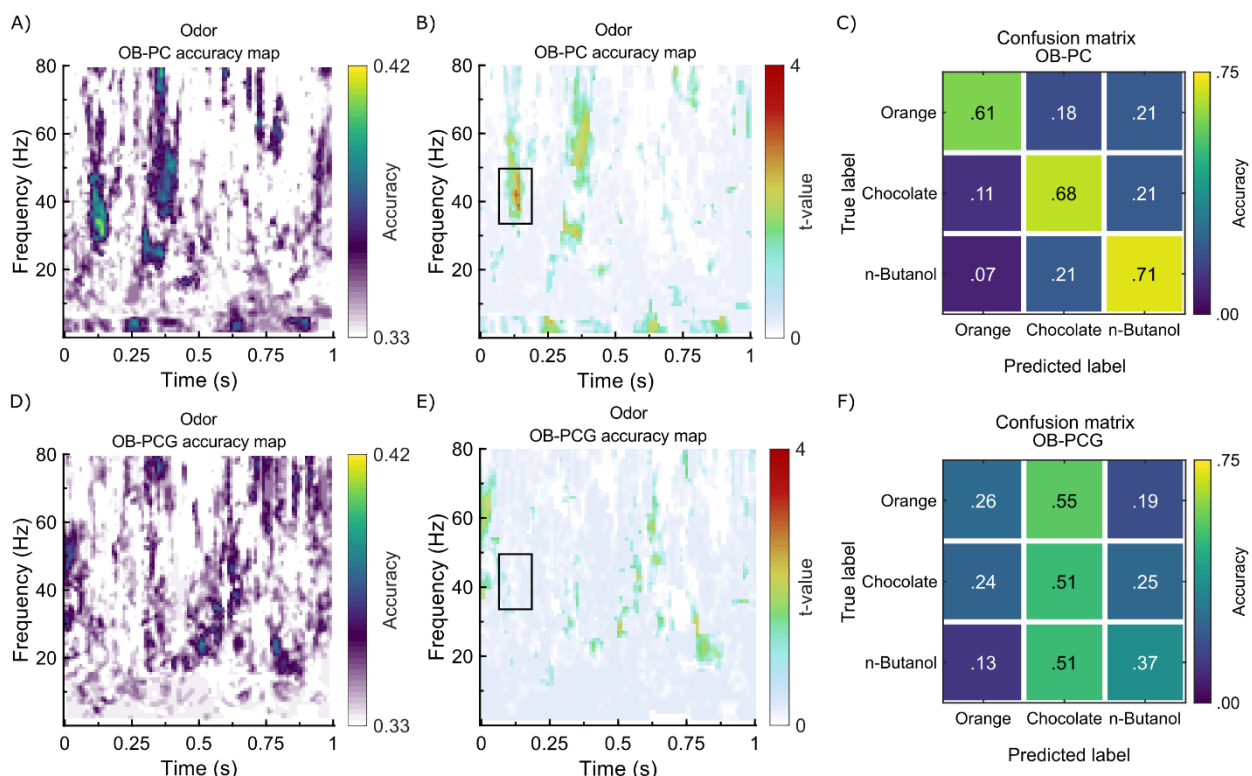 A)
Odor
OB-PC accuracy map
80
60
40
20
0
0.25
0.5
0.75
1
Frequency (Hz)
Time (s)
0.42
0.33
Accuracy
B)
Odor
OB-PC accuracy map
80
60
40
20
0
0.25
0.5
0.75
1
Frequency (Hz)
Time (s)
4
0
t-value
C)
Confusion matrix
OB-PC
Orange
Chocolate
n-Butanol
True label
.61 .18 .21
.11 .68 .21
.07 .21 .71
Orange Chocolate n-Butanol
Predicted label
.75
.00
Accuracy
D)
Odor
OB-PCG accuracy map
80
60
40
20
0
0.25
0.5
0.75
1
Frequency (Hz)
Time (s)
0.42
0.33
Accuracy
E)
Odor
OB-PCG accuracy map
80
60
40
20
0
0.25
0.5
0.75
1
Frequency (Hz)
Time (s)
4
0
t-value
F)
Confusion matrix
OB-PCG
Orange
Chocolate
n-Butanol
True label
.26 .55 .19
.24 .51 .25
.13 .51 .37
Orange Chocolate n-Butanol
Predicted label
.75
.00
Accuracy